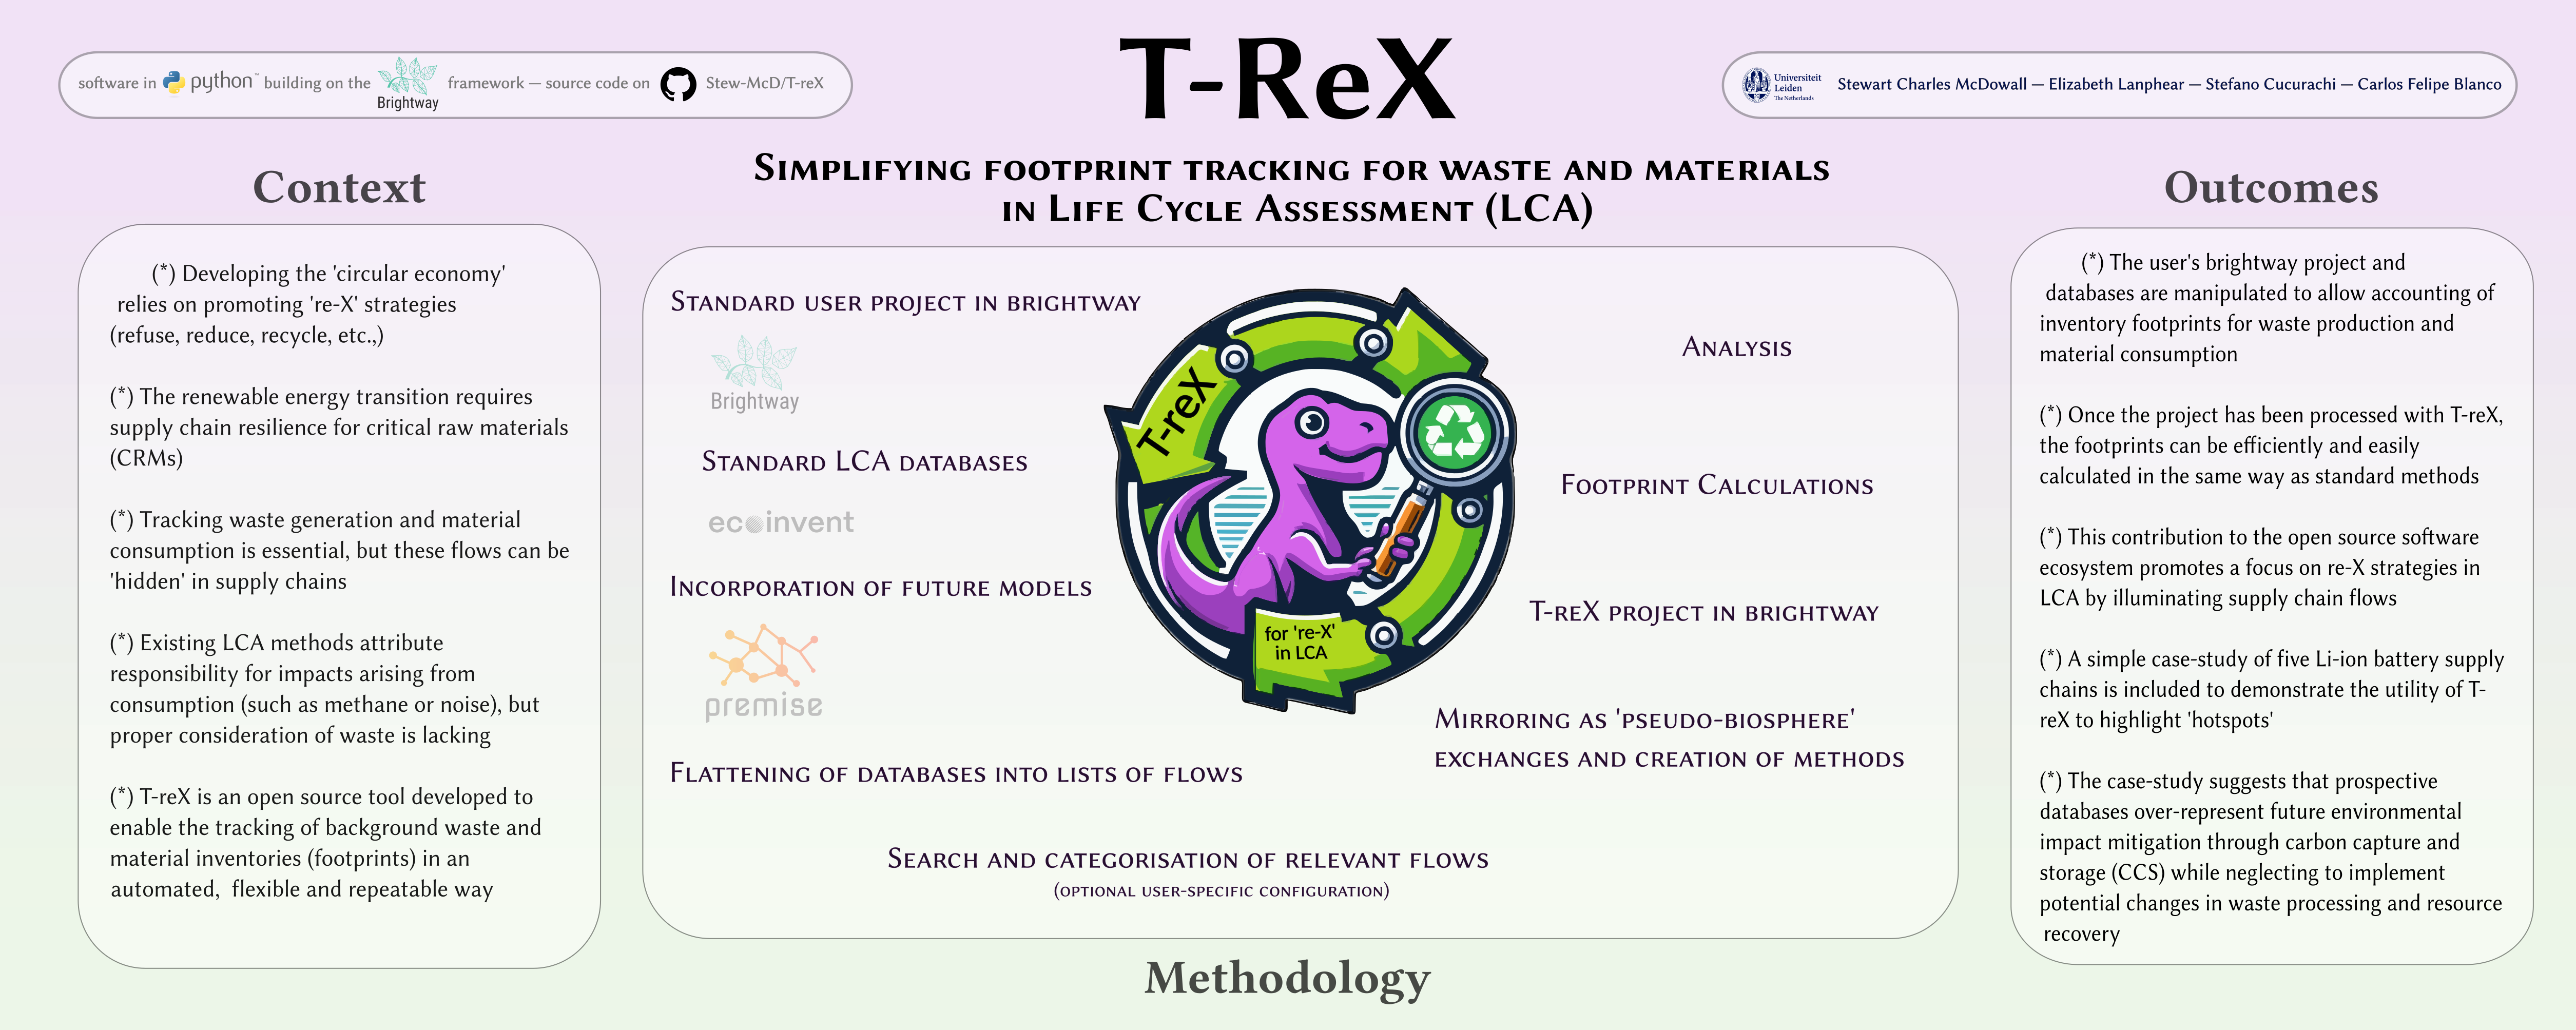 software in python™ building on the Brightway framework — source code on Stew-McD/T-reX
T-ReX
Universiteit
Leiden
The Netherlands
Stewart Charles McDowall — Elizabeth Lanphear — Stefano Cucurachi — Carlos Felipe Blanco
Simplifying footprint tracking for waste and materials
in Life Cycle Assessment (LCA)
Context
(*) Developing the 'circular economy'
relies on promoting 're-X' strategies
(refuse, reduce, recycle, etc.,)
(*) The renewable energy transition requires
supply chain resilience for critical raw materials
(CRMs)
(*) Tracking waste generation and material
consumption is essential, but these flows can be
'hidden' in supply chains
(*) Existing LCA methods attribute
responsibility for impacts arising from
consumption (such as methane or noise), but
proper consideration of waste is lacking
(*) T-reX is an open source tool developed to
enable the tracking of background waste and
material inventories (footprints) in an
automated, flexible and repeatable way
Standard user project in brightway
Brightway
Standard LCA databases
ecoinvent
Incorporation of future models
premise
Flattening of databases into lists of flows
Search and categorisation of relevant flows
(optional user-specific configuration)
Mirroring as 'pseudo-biosphere'
exchanges and creation of methods
T-reX project in brightway
Footprint Calculations
Analysis
T-reX
for 're-X'
in LCA
Methodology
Outcomes
(*) The user's brightway project and
databases are manipulated to allow accounting of
inventory footprints for waste production and
material consumption
(*) Once the project has been processed with T-reX,
the footprints can be efficiently and easily
calculated in the same way as standard methods
(*) This contribution to the open source software
ecosystem promotes a focus on re-X strategies in
LCA by illuminating supply chain flows
(*) A simple case-study of five Li-ion battery supply
chains is included to demonstrate the utility of T-
reX to highlight 'hotspots'
(*) The case-study suggests that prospective
databases over-represent future environmental
impact mitigation through carbon capture and
storage (CCS) while neglecting to implement
potential changes in waste processing and resource
recovery